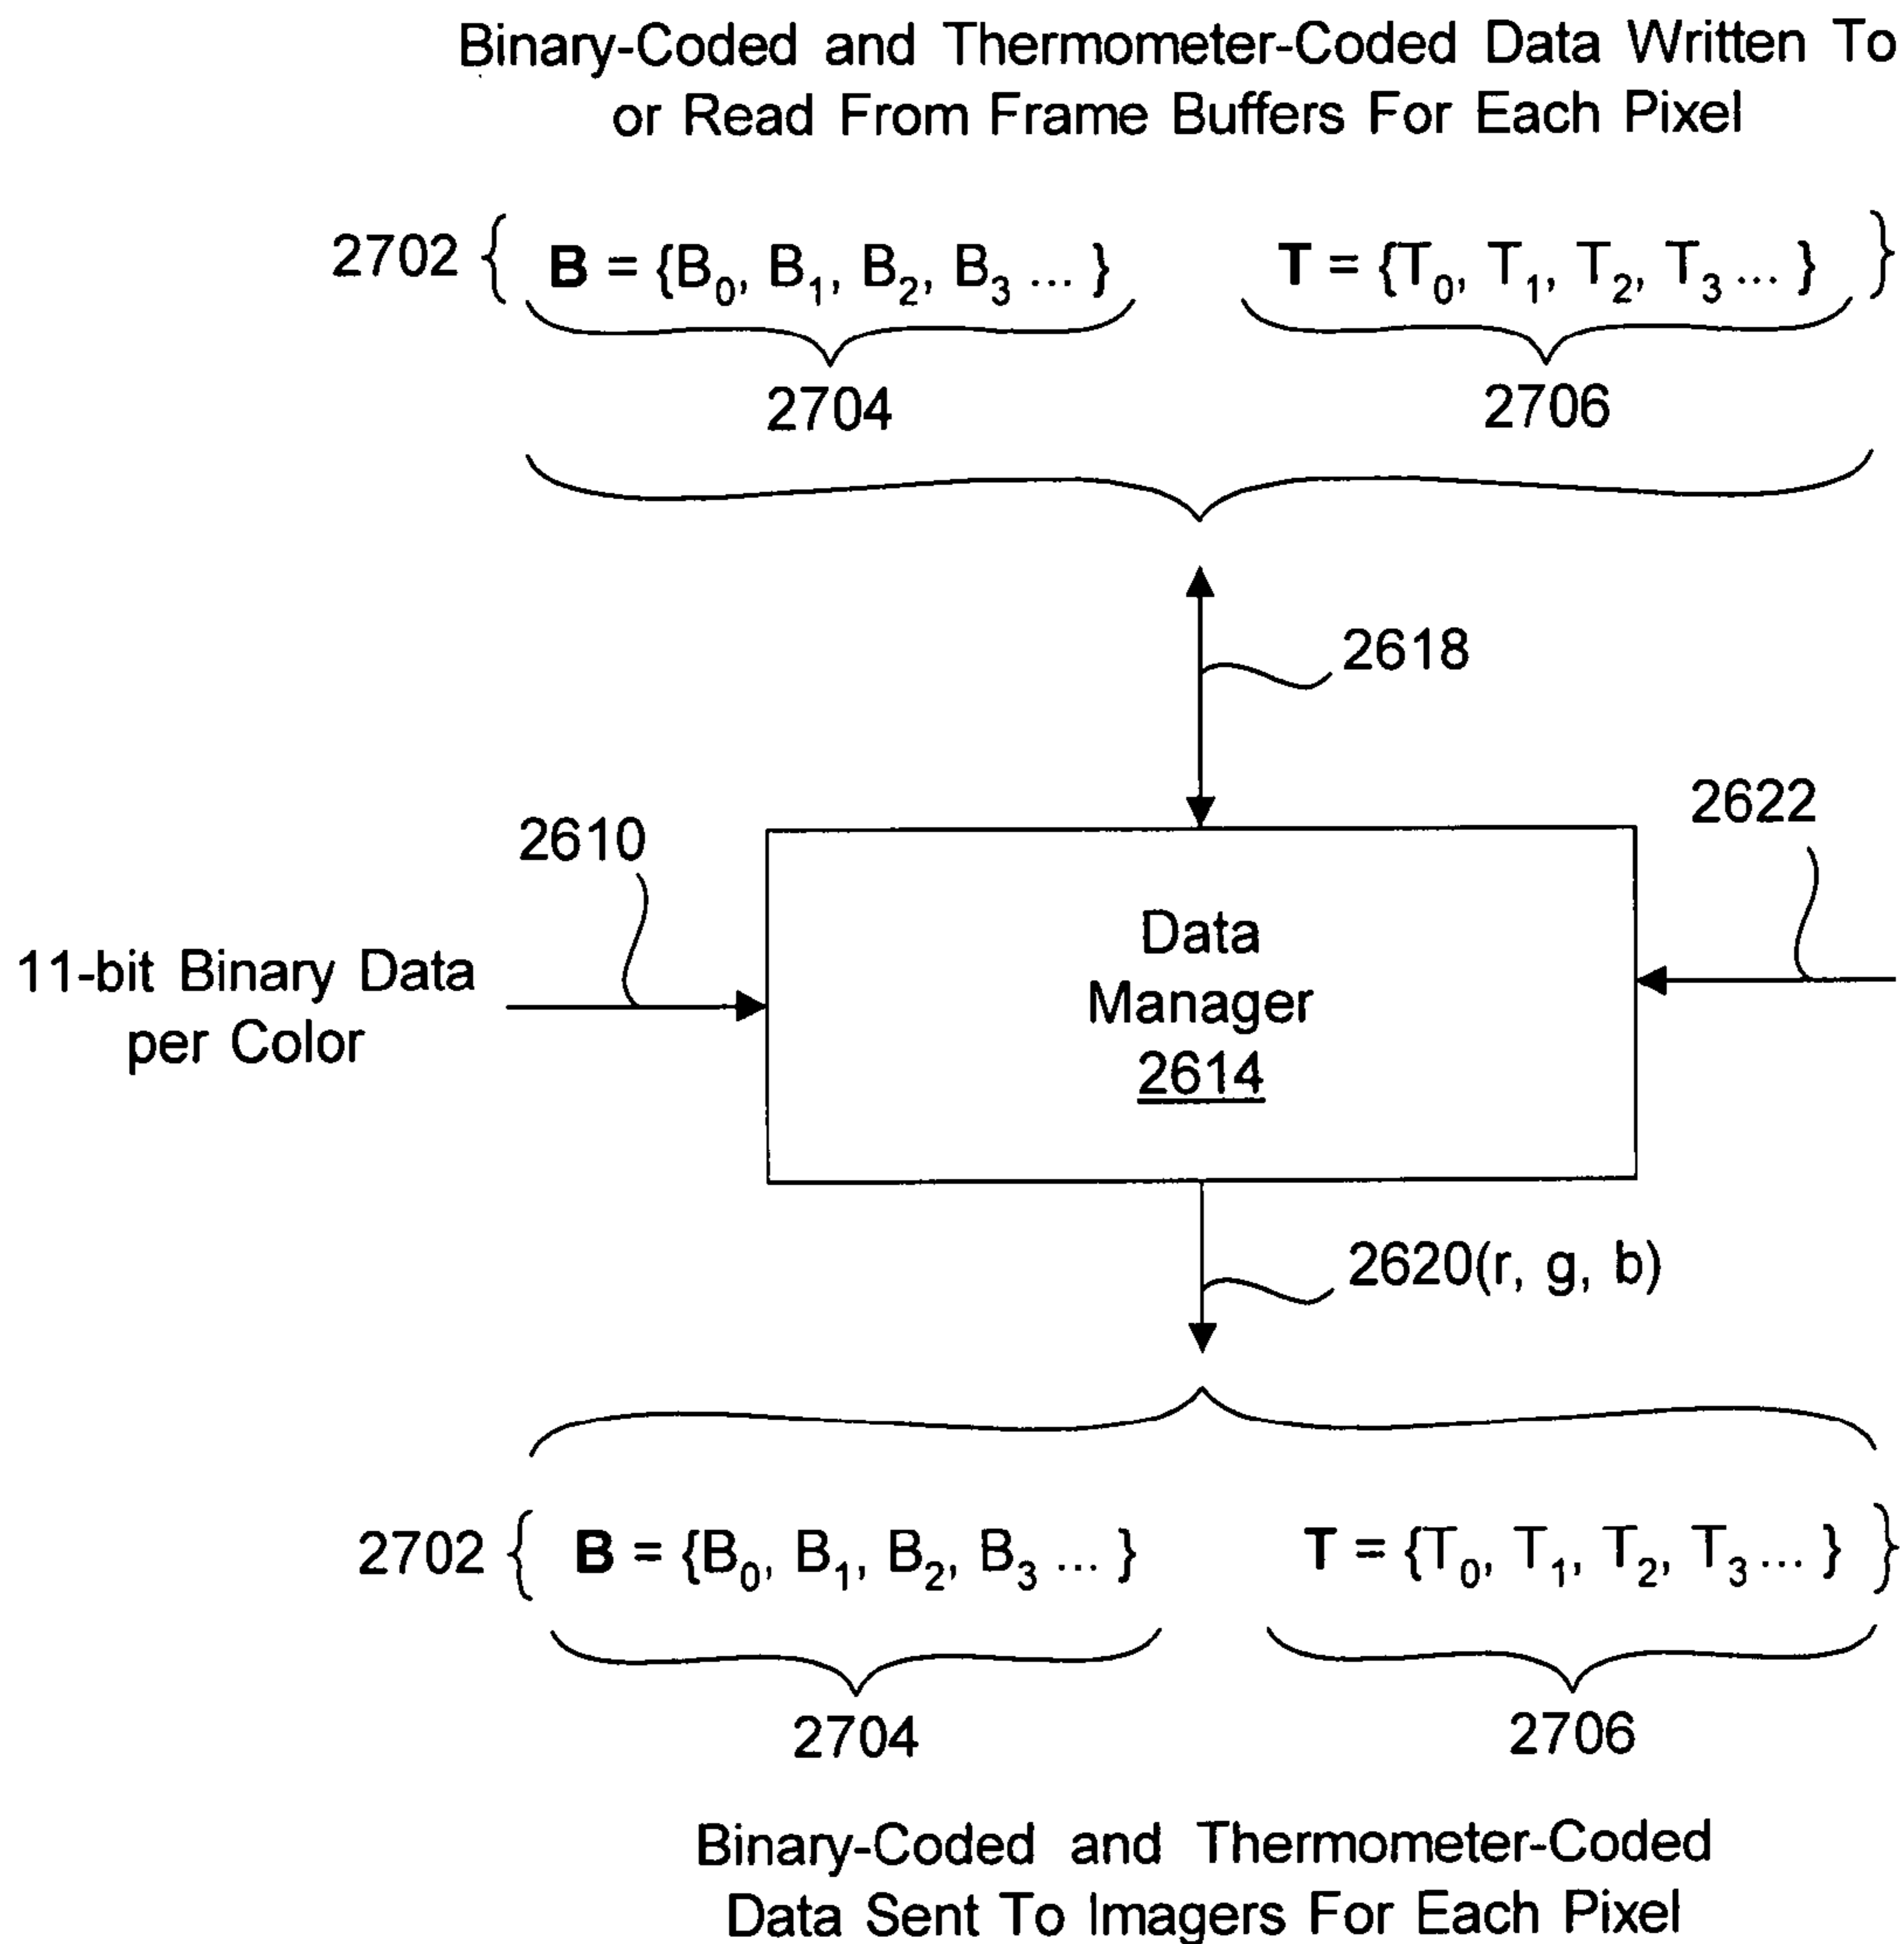 Binary-Coded and Thermometer-Coded Data Written To
or Read From Frame Buffers For Each Pixel
2702 { B = {B₀, B₁, B₂, B₃ ... } T = {T₀, T₁, T₂, T₃ ... } }
2704 2706
2618
2622
2610
Data
Manager
2614
11-bit Binary Data
per Color
2620(r, g, b)
2702 { B = {B₀, B₁, B₂, B₃ ... } T = {T₀, T₁, T₂, T₃ ... } }
2704 2706
Binary-Coded and Thermometer-Coded
Data Sent To Imagers For Each Pixel